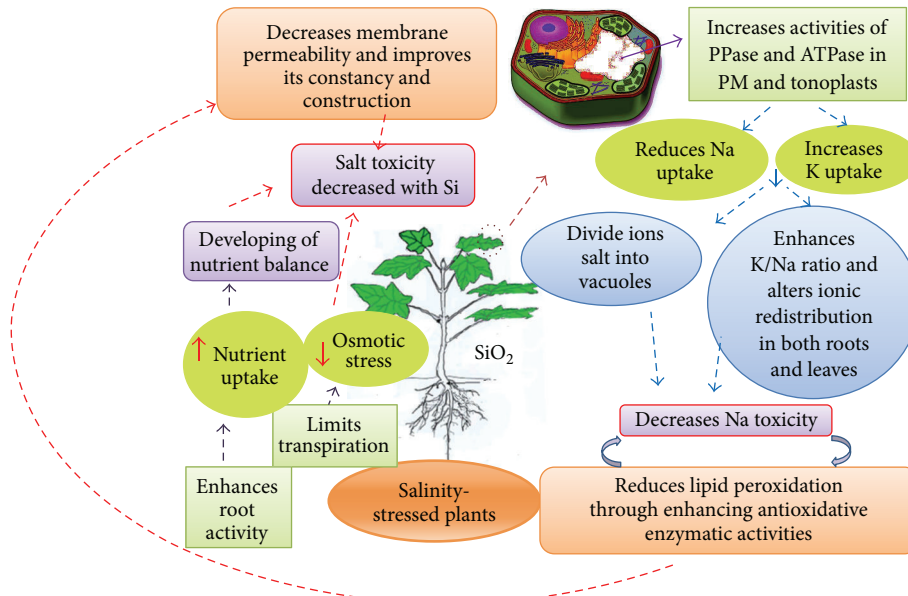 Decreases membrane
permeability and improves
its constancy and
construction
Increases activities of
PPase and ATPase in
PM and tonoplasts
Salt toxicity
decreased with Si
Reduces Na
uptake
Increases
K uptake
Developing of
nutrient balance
Divide ions
salt into
vacuoles
Enhances
K/Na ratio and
alters ionic
redistribution
in both roots
and leaves
Nutrient
uptake
Osmotic
stress
SiO₂
Limits
transpiration
Decreases Na toxicity
Enhances
root
activity
Salinity-
stressed plants
Reduces lipid peroxidation
through enhancing antioxidative
enzymatic activities